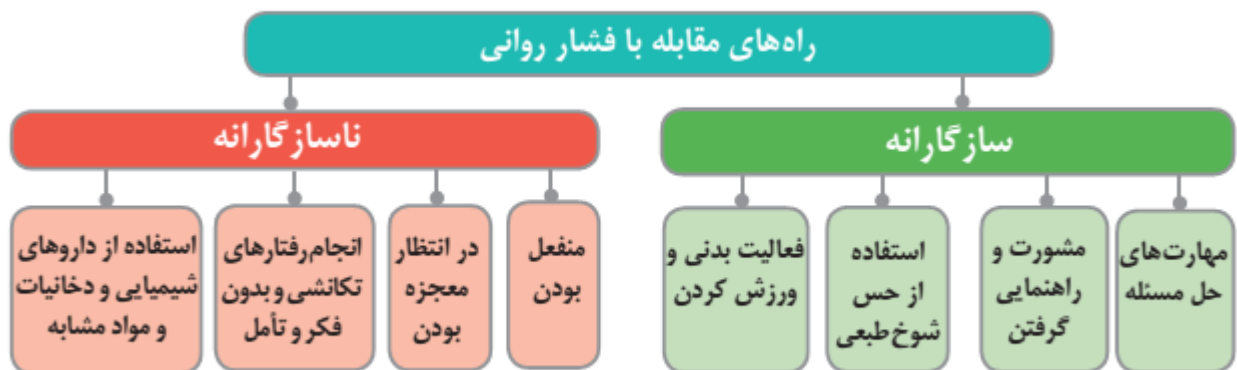 راه‌های مقابله با فشار روانی
سازگارانه
ناسازگارانه
مهارت‌های
حل مسئله
مشورت و
راهنمایی
گرفتن
استفاده
از حس
شوخ‌طبعی
فعالیت بدنی و
ورزش کردن
منفعل
بودن
در انتظار
معجزه
بودن
انجام رفتارهای
تکانشی و بدون
فکر و تأمل
استفاده از داروهای
شیمیایی و دخانیات
و مواد مشابه